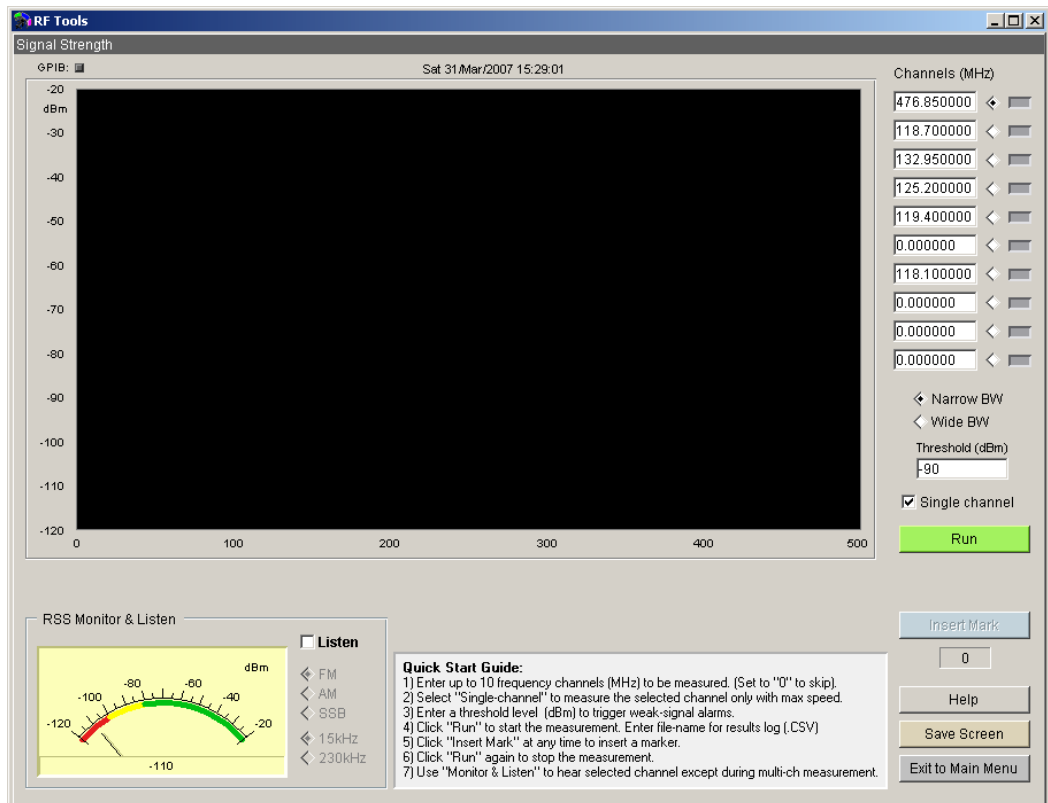 RF Tools
Signal Strength
GPIB:
Sat 31/Mar/2007 15:29:01
-20
dBm
-30
-40
-50
-60
-70
-80
-90
-100
-110
-120
0 100 200 300 400 500
Channels (MHz)
476.850000
118.700000
132.950000
125.200000
119.400000
0.000000
118.100000
0.000000
0.000000
0.000000
Narrow BW
Wide BW
Threshold (dBm)
-90
Single channel
Run
RSS Monitor & Listen
dBm
-120 -100 -80 -60 -40 -20
-110
Listen
FM
AM
SSB
15kHz
230kHz
Quick Start Guide:
1) Enter up to 10 frequency channels (MHz) to be measured. (Set to "0" to skip).
2) Select "Single-channel" to measure the selected channel only with max speed.
3) Enter a threshold level (dBm) to trigger weak-signal alarms.
4) Click "Run" to start the measurement. Enter file-name for results log (.CSV)
5) Click "Insert Mark" at any time to insert a marker.
6) Click "Run" again to stop the measurement.
7) Use "Monitor & Listen" to hear selected channel except during multi-ch measurement.
Insert Mark
0
Help
Save Screen
Exit to Main Menu